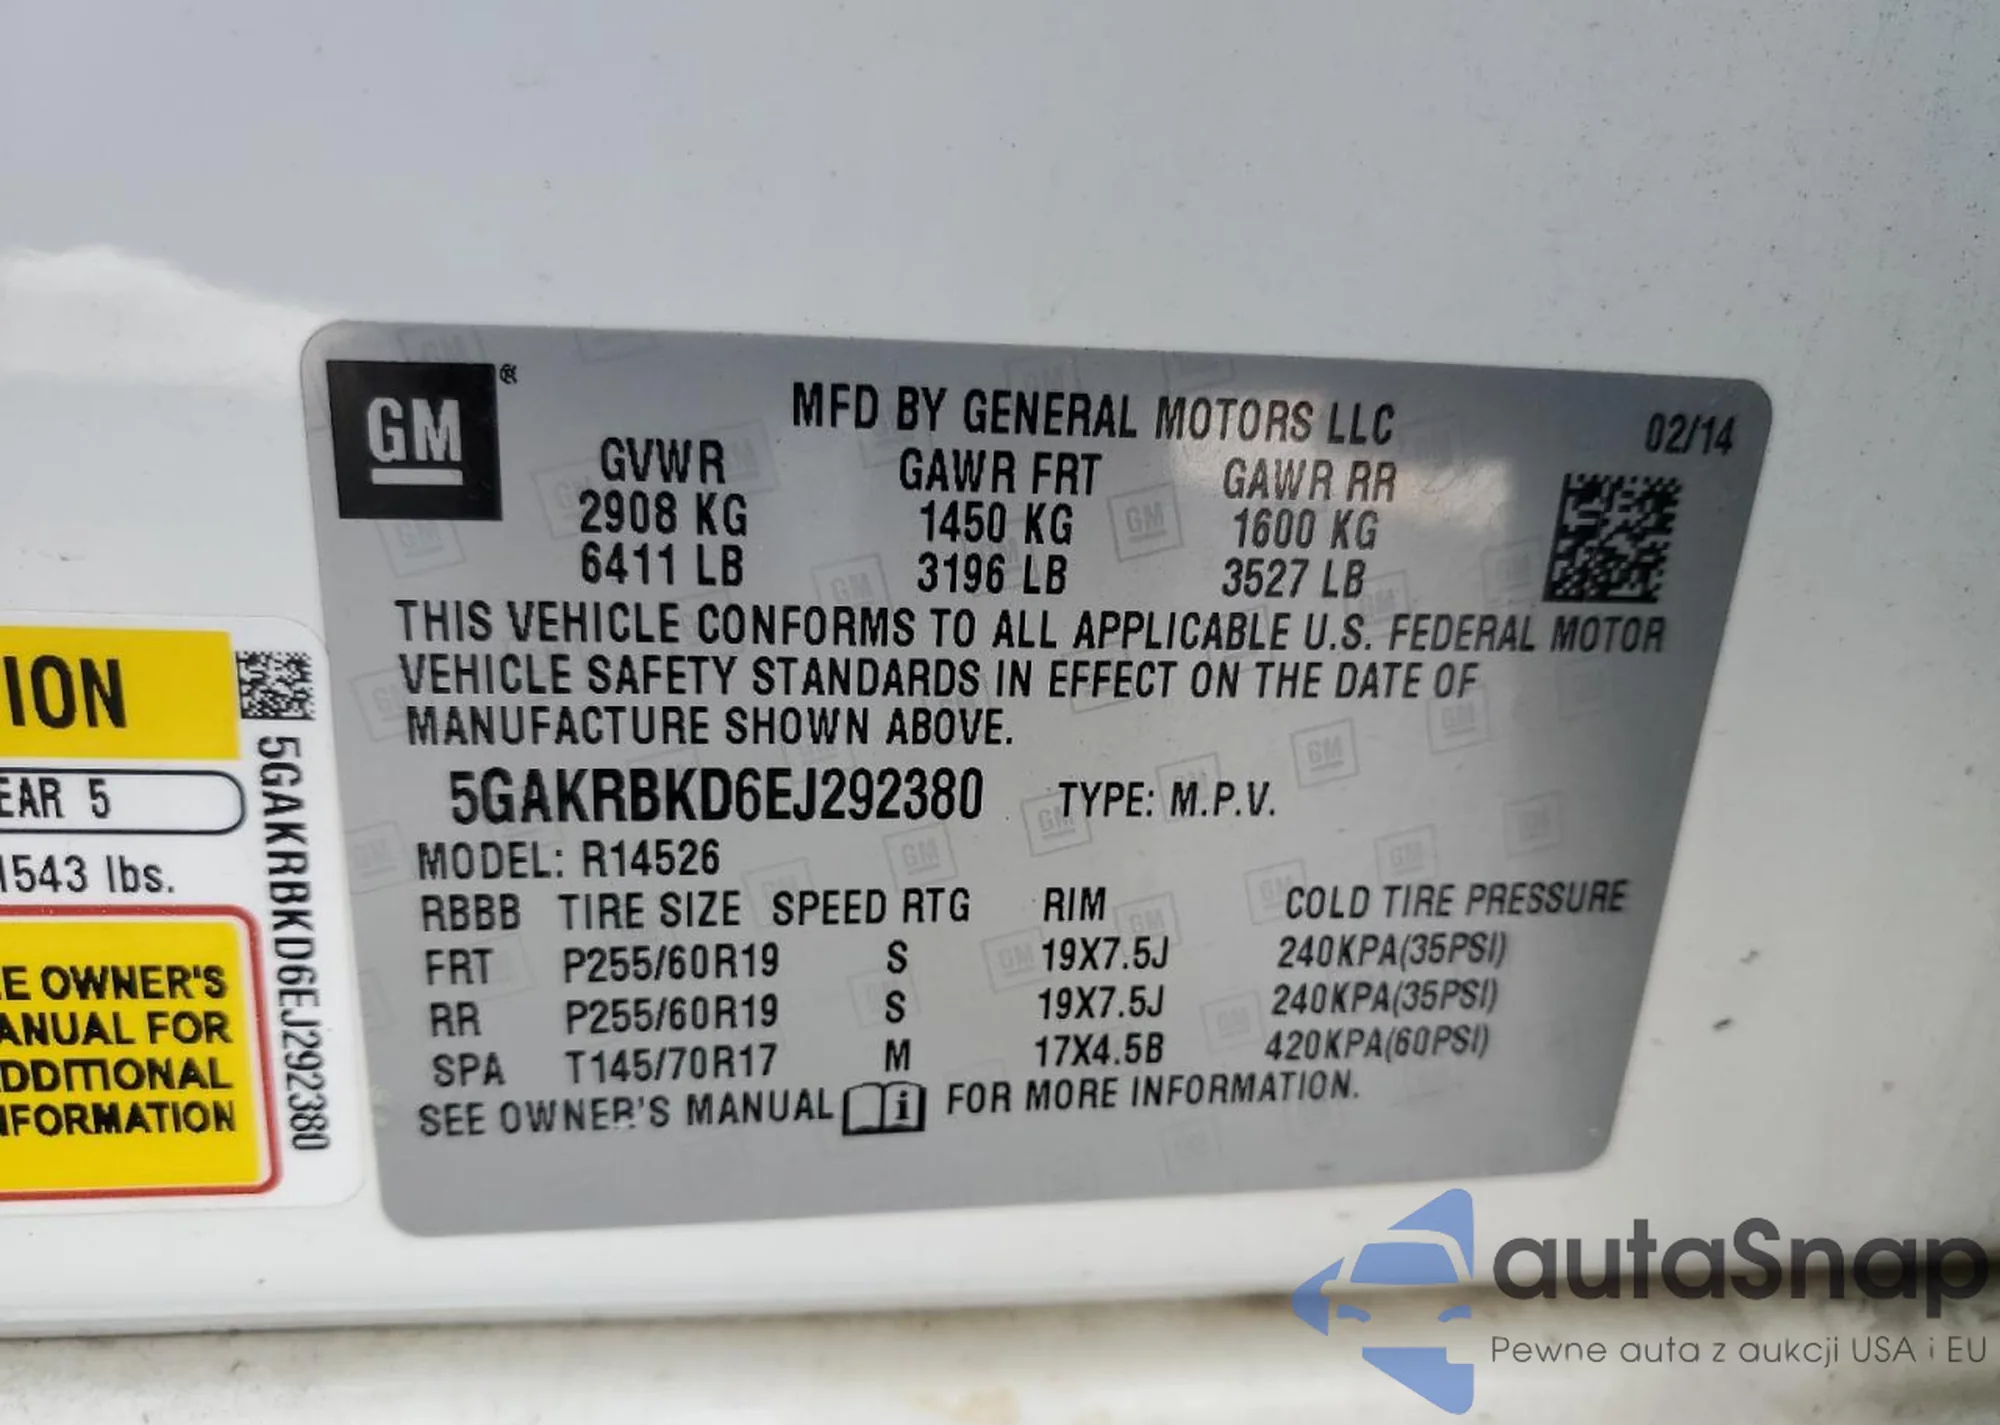 GM ®
MFD BY GENERAL MOTORS LLC 02/14
GVWR GAWR FRT GAWR RR
2908 KG 1450 KG 1600 KG
6411 LB 3196 LB 3527 LB
THIS VEHICLE CONFORMS TO ALL APPLICABLE U.S. FEDERAL MOTOR
VEHICLE SAFETY STANDARDS IN EFFECT ON THE DATE OF
MANUFACTURE SHOWN ABOVE.
5GAKRBKD6EJ292380 TYPE: M.P.V.
MODEL: R14526
RBBB TIRE SIZE SPEED RTG RIM COLD TIRE PRESSURE
FRT P255/60R19 S 19X7.5J 240KPA(35PSI)
RR P255/60R19 S 19X7.5J 240KPA(35PSI)
SPA T145/70R17 M 17X4.5B 420KPA(60PSI)
SEE OWNER'S MANUAL i FOR MORE INFORMATION.
ION
EAR 5
1543 lbs.
E OWNER'S
ANUAL FOR
DDITIONAL
NFORMATION
5GAKRBKD6EJ292380
autaSnap
Pewne auta z aukcji USA i EU